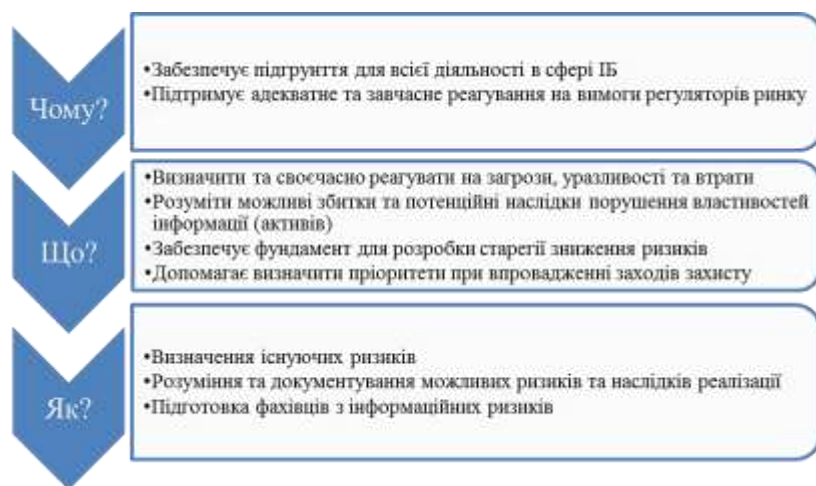 Чому?
•Забезпечує підгрунття для всієї діяльності в сфері ІБ
•Підтримує адекватне та завчасне реагування на вимоги регуляторів ринку
Що?
•Визначити та своєчасно реагувати на загрози, уразливості та втрати
•Розуміти можливі збитки та потенційні наслідки порушення властивостей
інформації (активів)
•Забезпечує фундамент для розробки старегії зниження ризиків
•Допомагає визначити пріоритети при впровадженні заходів захисту
Як?
•Визначення існуючих ризиків
•Розуміння та документування можливих ризиків та наслідків реалізації
•Підготовка фахівців з інформаційних ризиків